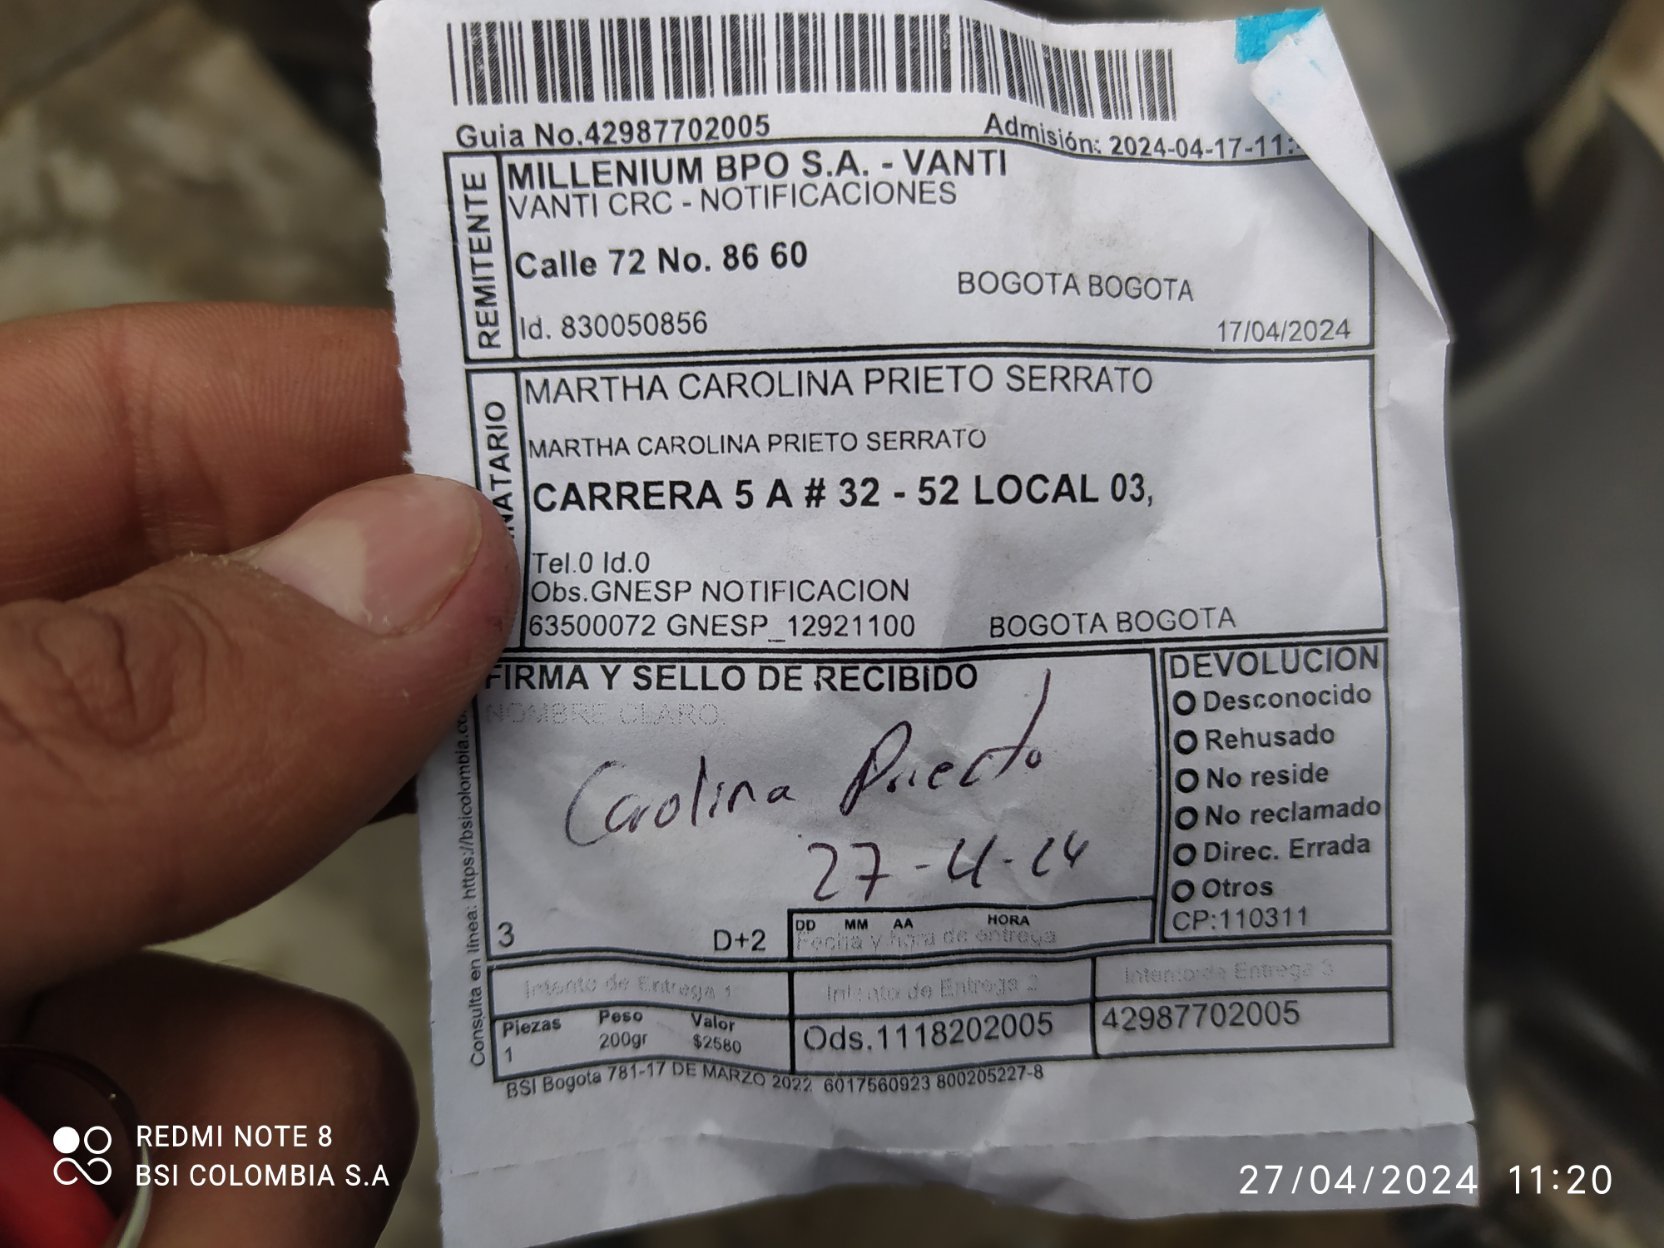 Guia No.42987702005
Admisión: 2024-04-17-11:
REMITENTE
MILLENIUM BPO S.A. - VANTI
VANTI CRC - NOTIFICACIONES
Calle 72 No. 86 60
BOGOTA BOGOTA
Id. 830050856
17/04/2024
NATARIO
MARTHA CAROLINA PRIETO SERRATO
MARTHA CAROLINA PRIETO SERRATO
CARRERA 5 A # 32 - 52 LOCAL 03,
Tel.0 Id.0
Obs.GNESP NOTIFICACION
63500072 GNESP_12921100
BOGOTA BOGOTA
FIRMA Y SELLO DE RECIBIDO
NOMBRE CLARO,
Carolina Prieto
27-4-24
3
D+2
DD MM AA HORA
Fecha y hora de entrega
DEVOLUCION
Desconocido
Rehusado
No reside
No reclamado
Direc. Errada
Otros
CP:110311
Intento de Entrega 1
Intento de Entrega 2
Intento de Entrega 3
Piezas Peso Valor
1 200gr $2580
Ods.1118202005
42987702005
BSI Bogota 781-17 DE MARZO 2022 6017560923 800205227-8
Consulta en línea: https://bsicolombia.co
REDMI NOTE 8
BSI COLOMBIA S.A
27/04/2024 11:20